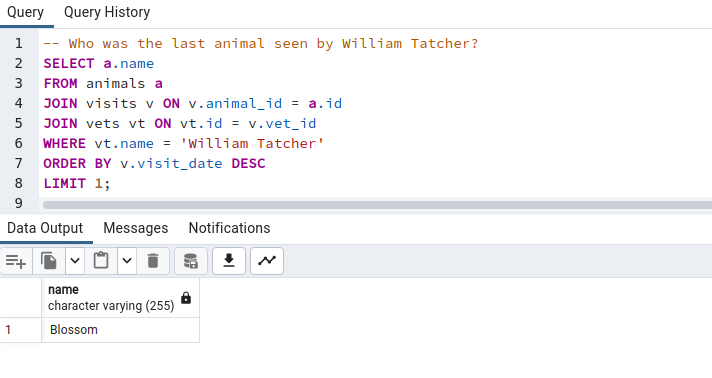 Query Query History
1 -- Who was the last animal seen by William Tatcher?
2 SELECT a.name
3 FROM animals a
4 JOIN visits v ON v.animal_id = a.id
5 JOIN vets vt ON vt.id = v.vet_id
6 WHERE vt.name = 'William Tatcher'
7 ORDER BY v.visit_date DESC
8 LIMIT 1;
9
Data Output Messages Notifications
name
character varying (255)
1 Blossom